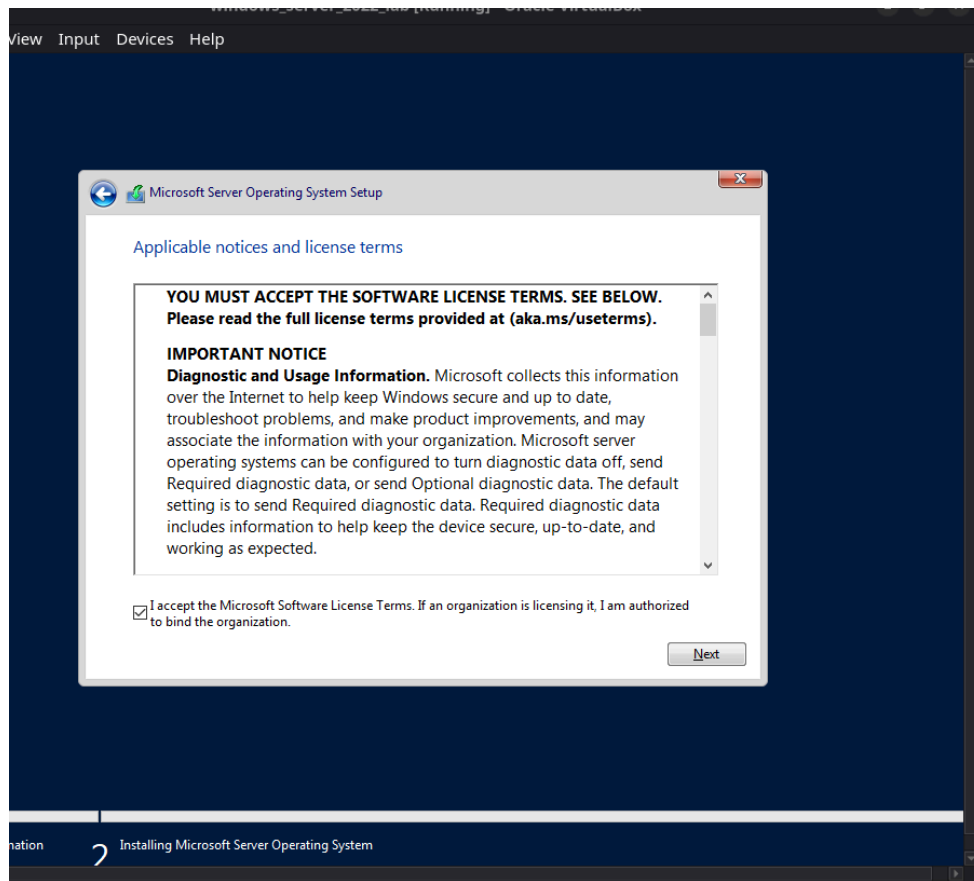 windows_server_2022_lab [Running] - Oracle VirtualBox
View Input Devices Help
Microsoft Server Operating System Setup
Applicable notices and license terms
YOU MUST ACCEPT THE SOFTWARE LICENSE TERMS. SEE BELOW.
Please read the full license terms provided at (aka.ms/useterms).
IMPORTANT NOTICE
Diagnostic and Usage Information. Microsoft collects this information
over the Internet to help keep Windows secure and up to date,
troubleshoot problems, and make product improvements, and may
associate the information with your organization. Microsoft server
operating systems can be configured to turn diagnostic data off, send
Required diagnostic data, or send Optional diagnostic data. The default
setting is to send Required diagnostic data. Required diagnostic data
includes information to help keep the device secure, up-to-date, and
working as expected.
I accept the Microsoft Software License Terms. If an organization is licensing it, I am authorized
to bind the organization.
Next
nation 2 Installing Microsoft Server Operating System